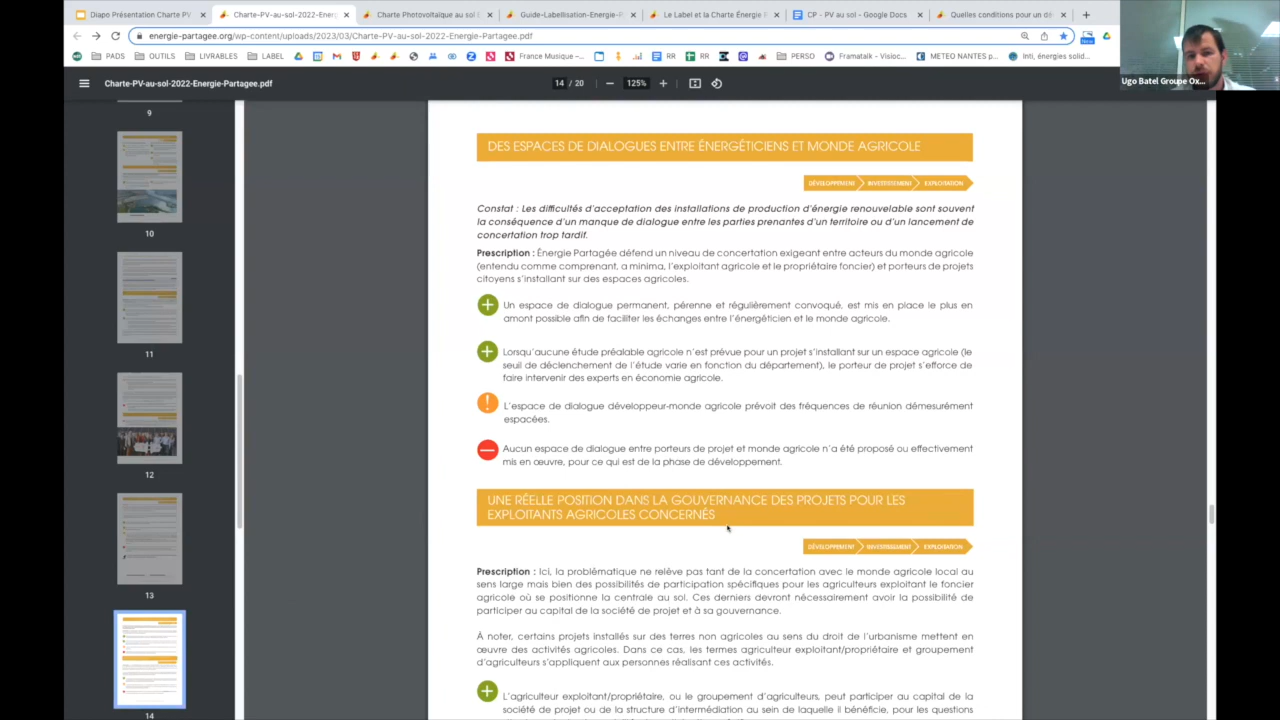 Diapo Présentation Charte PV
Charte-PV-au-sol-2022-Energ
Charte Photovoltaïque au sol
Guide-Labellisation-Energie-P
Le Label et la Charte Énergie P
CP - PV au sol - Google Docs
Quelles conditions pour un dé
energie-partagee.org/wp-content/uploads/2023/03/Charte-PV-au-sol-2022-Energie-Partagee.pdf
New
PADS
OUTILS
LIVRABLES
LABEL
RR
RR
France Musique –...
PERSO
Framatalk – Visioc...
METEO NANTES p...
Inti, énergies solid...
Ugo Batel Groupe Ox...
Charte-PV-au-sol-2022-Energie-Partagee.pdf
14 / 20
125%
9
10
11
12
13
14
DES ESPACES DE DIALOGUES ENTRE ÉNERGÉTICIENS ET MONDE AGRICOLE
DÉVELOPPEMENT INVESTISSEMENT EXPLOITATION
Constat : Les difficultés d'acceptation des installations de production d'énergie renouvelable sont souvent
la conséquence d'un manque de dialogue entre les parties prenantes d'un territoire ou d'un lancement de
concertation trop tardif.
Prescription : Énergie Partagée défend un niveau de concertation exigeant entre acteurs du monde agricole
(entendu comme comprenant, a minima, l'exploitant agricole et le propriétaire foncier) et porteurs de projets
citoyens s'installant sur des espaces agricoles.
Un espace de dialogue permanent, pérenne et régulièrement convoqué, est mis en place le plus en
amont possible afin de faciliter les échanges entre l'énergéticien et le monde agricole.
Lorsqu'aucune étude préalable agricole n'est prévue pour un projet s'installant sur un espace agricole (le
seuil de déclenchement de l'étude varie en fonction du département), le porteur de projet s'efforce de
faire intervenir des experts en économie agricole.
L'espace de dialogue développeur-monde agricole prévoit des fréquences de réunion démesurément
espacées.
Aucun espace de dialogue entre porteurs de projet et monde agricole n'a été proposé ou effectivement
mis en œuvre, pour ce qui est de la phase de développement.
UNE RÉELLE POSITION DANS LA GOUVERNANCE DES PROJETS POUR LES
EXPLOITANTS AGRICOLES CONCERNÉS
DÉVELOPPEMENT INVESTISSEMENT EXPLOITATION
Prescription : Ici, la problématique ne relève pas tant de la concertation avec le monde agricole local au
sens large mais bien des possibilités de participation spécifiques pour les agriculteurs exploitant le foncier
agricole où se positionne la centrale au sol. Ces derniers devront nécessairement avoir la possibilité de
participer au capital de la société de projet et à sa gouvernance.
À noter, certains projets installés sur des terres non agricoles au sens du droit de l'urbanisme mettent en
œuvre des activités agricoles. Dans ce cas, les termes agriculteur exploitant/propriétaire et groupement
d'agriculteurs s'appliquent aux personnes réalisant ces activités.
L'agriculteur exploitant/propriétaire, ou le groupement d'agriculteurs, peut participer au capital de la
société de projet ou de la structure d'intermédiation au sein de laquelle il bénéficie, pour les questions